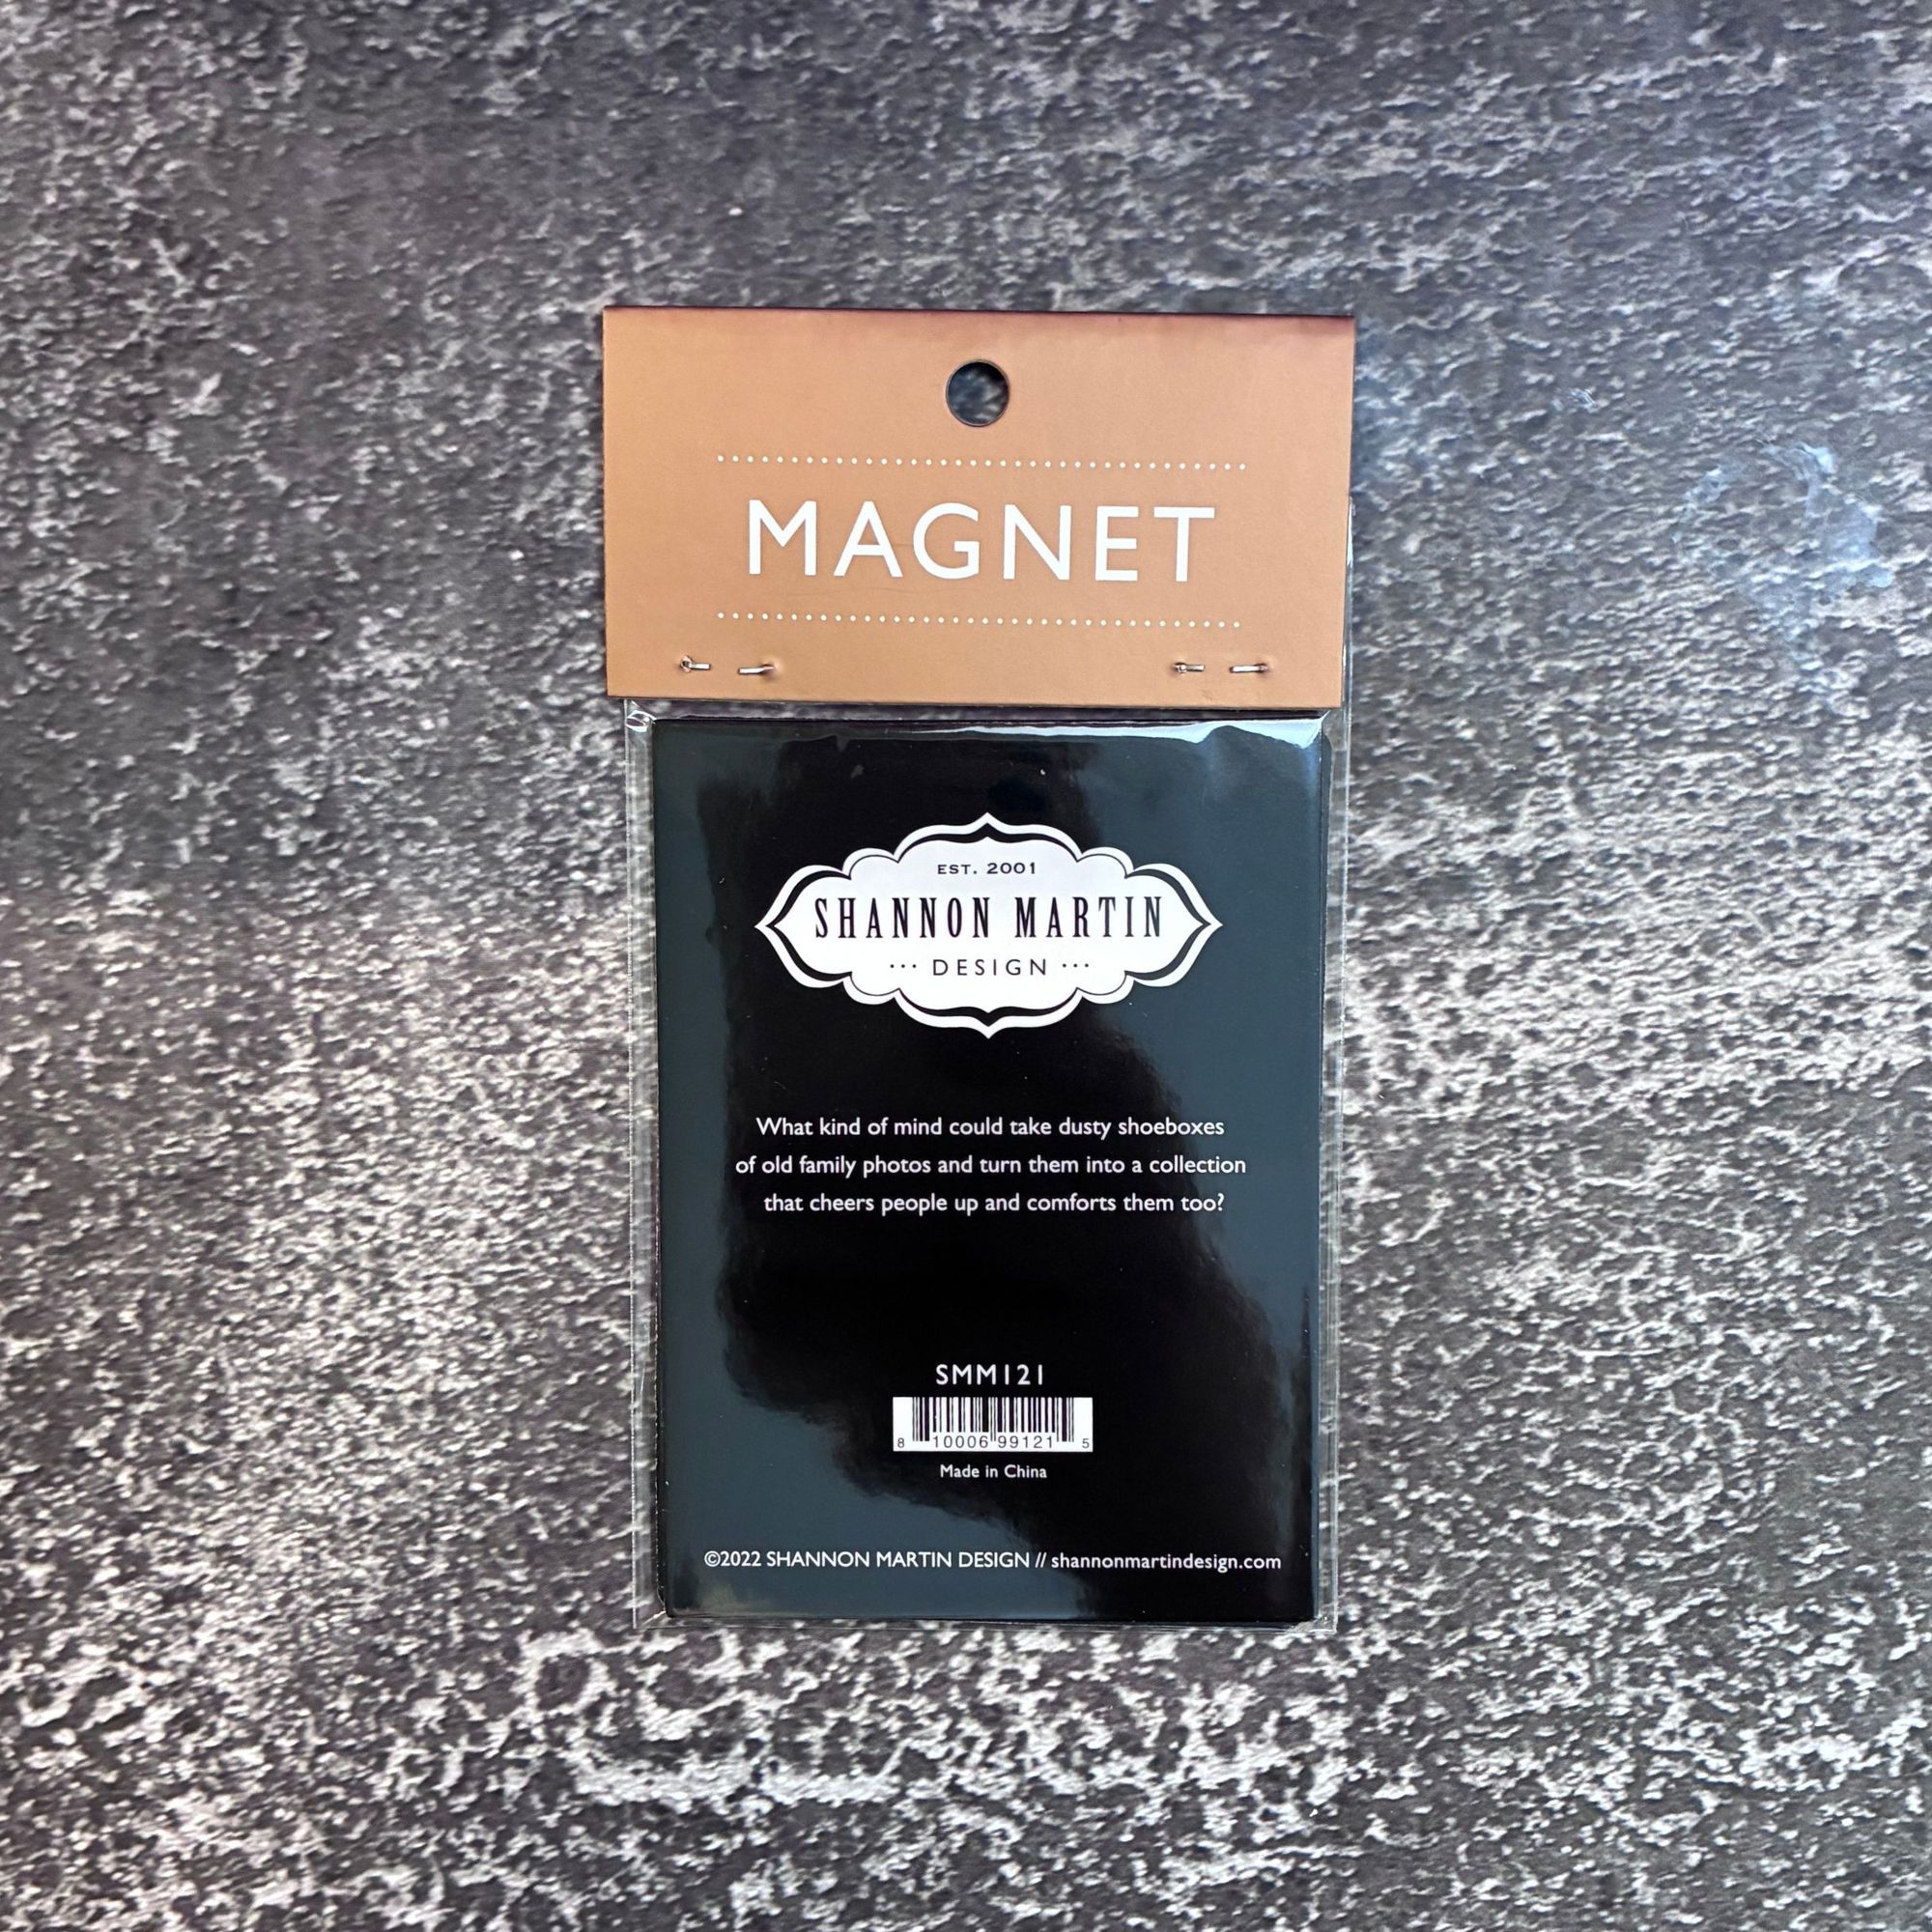 MAGNET
EST. 2001
SHANNON MARTIN
··· DESIGN ···
What kind of mind could take dusty shoeboxes
of old family photos and turn them into a collection
that cheers people up and comforts them too?
SMM121
8 10006 99121 5
Made in China
©2022 SHANNON MARTIN DESIGN // shannonmartindesign.com